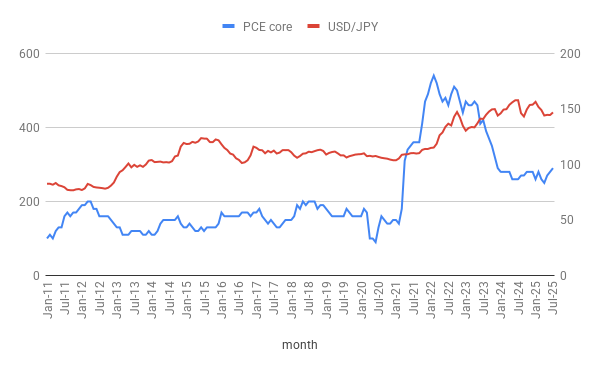 PCE core USD/JPY
600 200
400 150
200 100
0 50
0
Jan-11 Jul-11 Jan-12 Jul-12 Jan-13 Jul-13 Jan-14 Jul-14 Jan-15 Jul-15 Jan-16 Jul-16 Jan-17 Jul-17 Jan-18 Jul-18 Jan-19 Jul-19 Jan-20 Jul-20 Jan-21 Jul-21 Jan-22 Jul-22 Jan-23 Jul-23 Jan-24 Jul-24 Jan-25 Jul-25
month